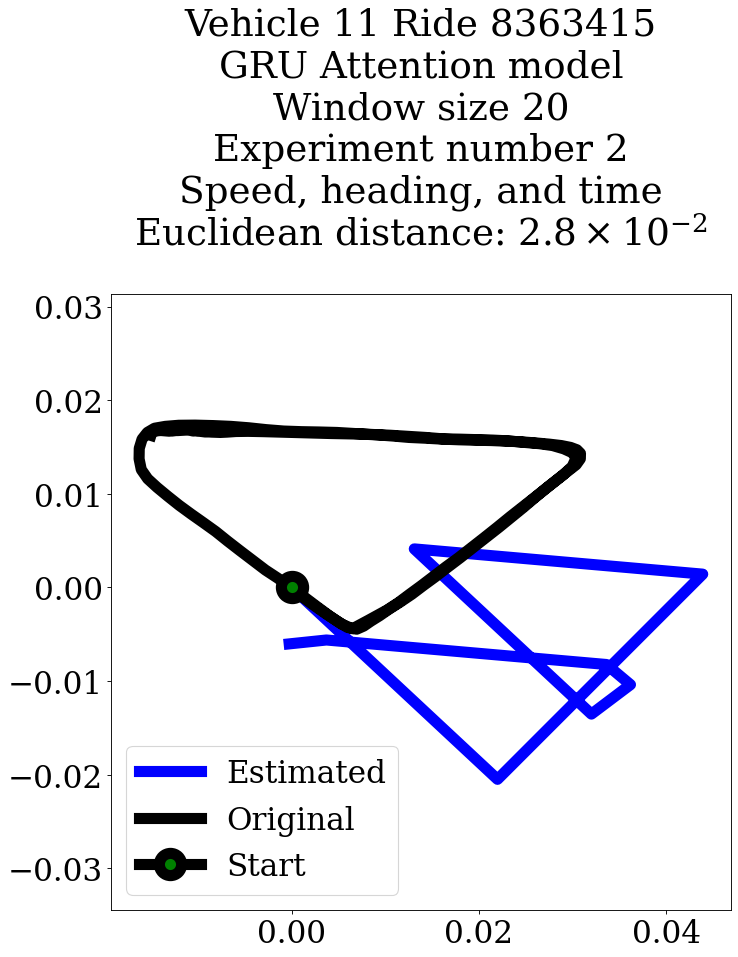 Vehicle 11 Ride 8363415
GRU Attention model
Window size 20
Experiment number 2
Speed, heading, and time
Euclidean distance: 2.8 × 10⁻²
0.03
0.02
0.01
0.00
−0.01
−0.02
−0.03
Estimated
Original
Start
0.00 0.02 0.04